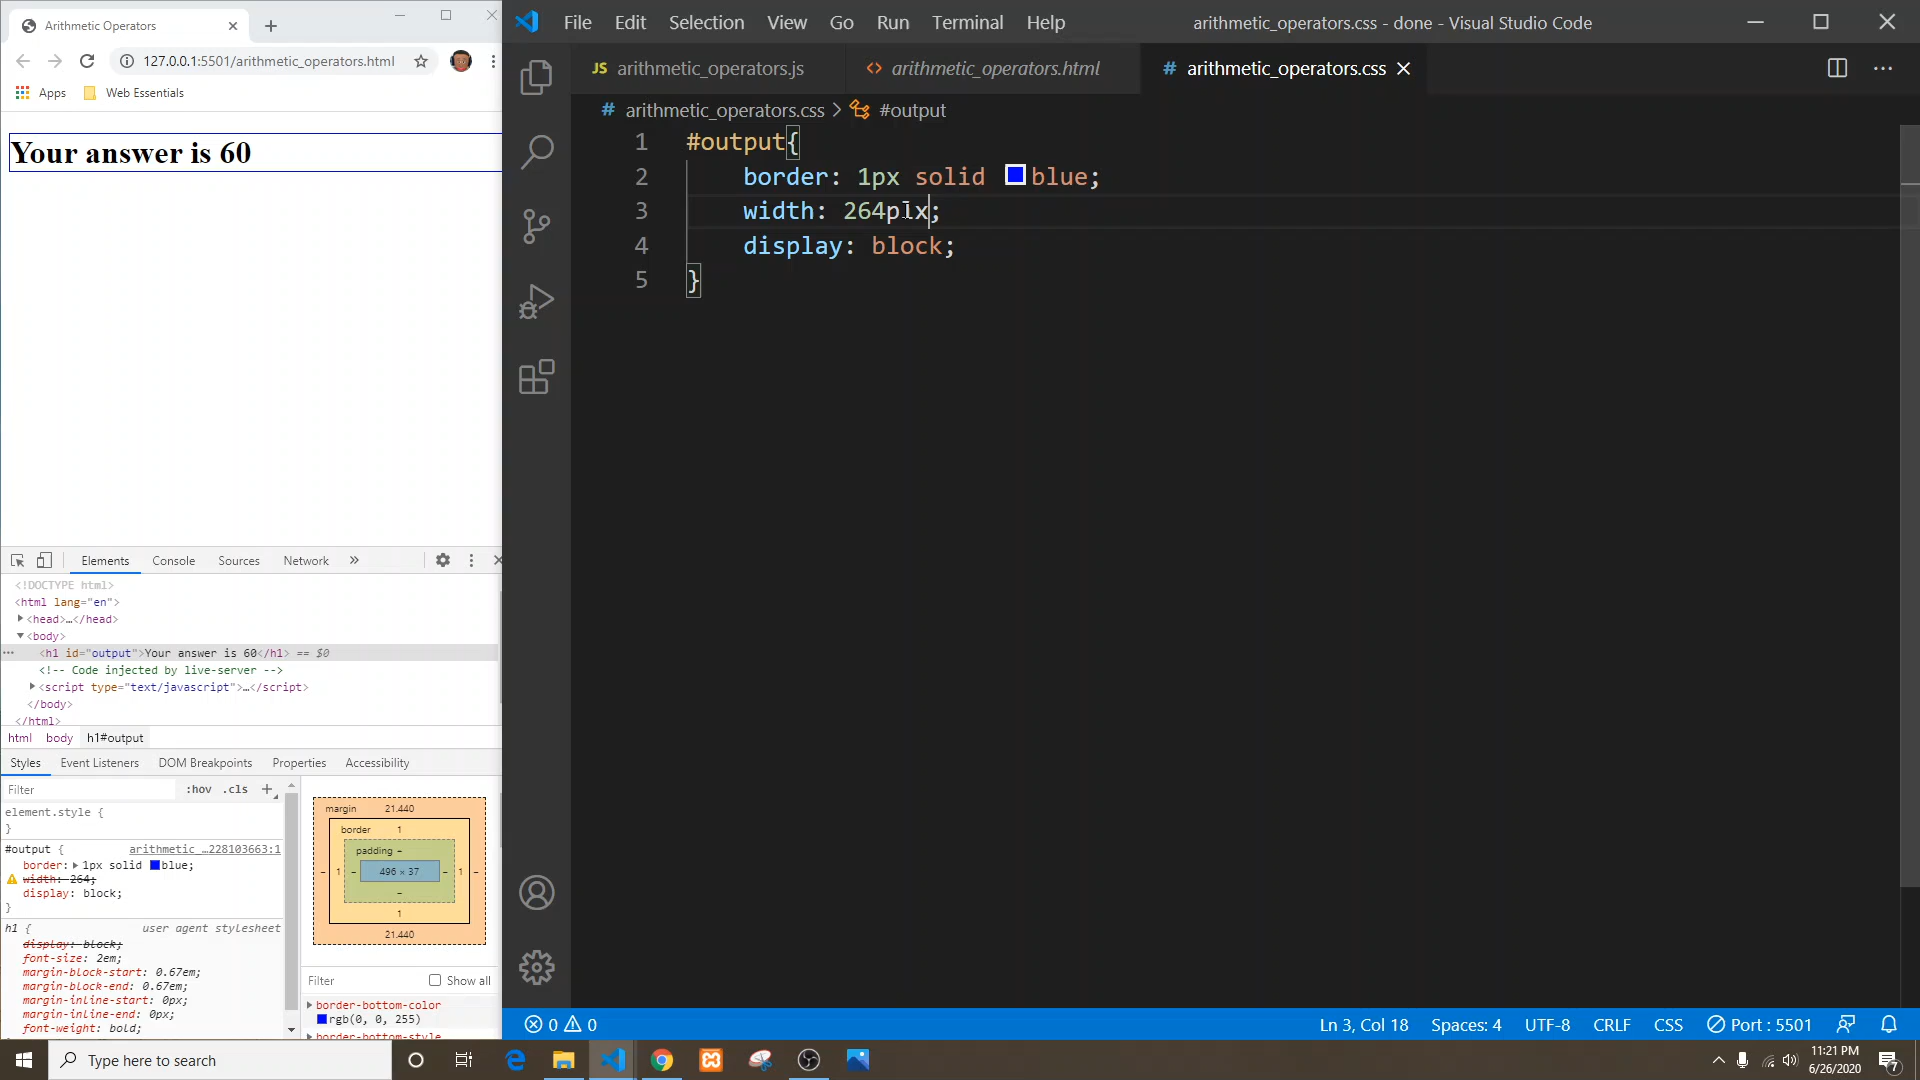 Arithmetic Operators
127.0.0.1:5501/arithmetic_operators.html
Apps Web Essentials
Your answer is 60
Elements Console Sources Network »
<!DOCTYPE html>
<html lang="en">
<head>…</head>
<body>
<h1 id="output">Your answer is 60</h1> == $0
<!-- Code injected by live-server -->
<script type="text/javascript">…</script>
</body>
</html>
html body h1#output
Styles Event Listeners DOM Breakpoints Properties Accessibility
Filter :hov .cls +
element.style {
}
#output { arithmetic_…228103663:1
border: 1px solid blue;
width: 264;
display: block;
}
h1 { user agent stylesheet
display: block;
font-size: 2em;
margin-block-start: 0.67em;
margin-block-end: 0.67em;
margin-inline-start: 0px;
margin-inline-end: 0px;
font-weight: bold;
margin 21.440
border 1
padding –
– 1 – 496 × 37 – 1 –
–
1
21.440
Filter Show all
border-bottom-color
rgb(0, 0, 255)
border-bottom-style
File Edit Selection View Go Run Terminal Help
arithmetic_operators.css - done - Visual Studio Code
JS arithmetic_operators.js <> arithmetic_operators.html # arithmetic_operators.css
# arithmetic_operators.css > #output
1 #output{
2 border: 1px solid blue;
3 width: 264pix;
4 display: block;
5 }
0 0
Ln 3, Col 18 Spaces: 4 UTF-8 CRLF CSS Port : 5501
Type here to search
11:21 PM
6/26/2020
7